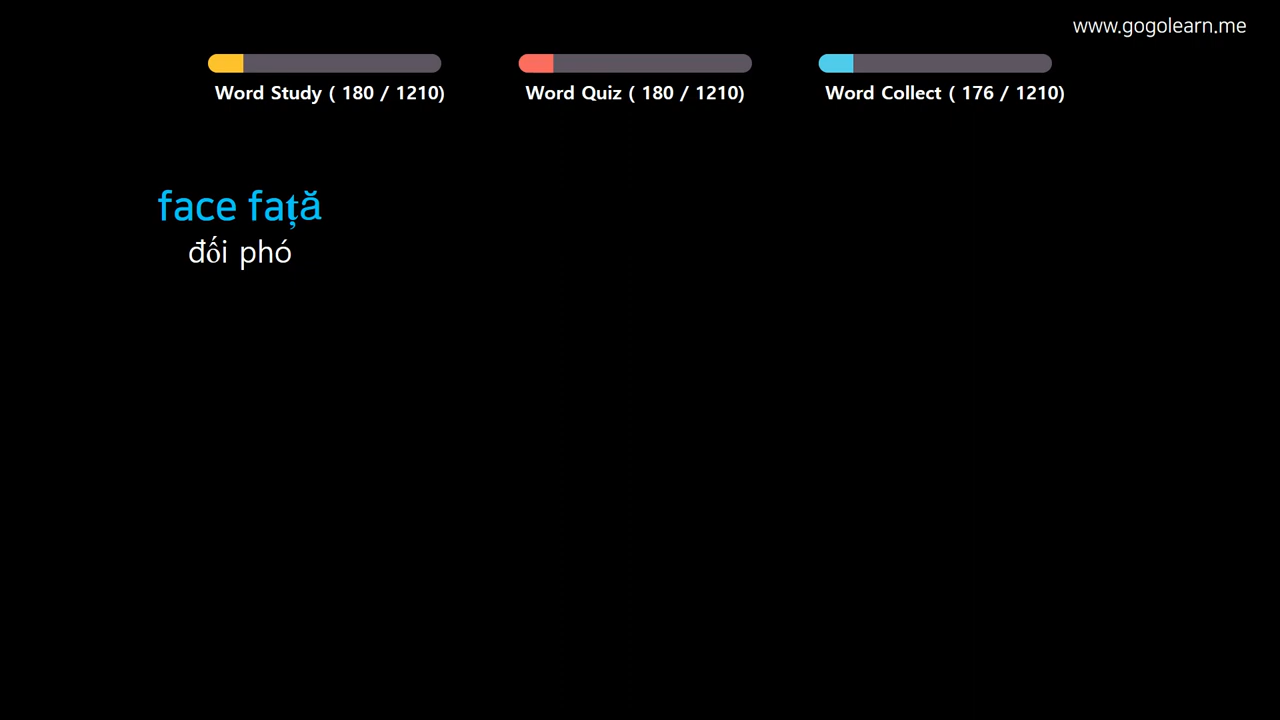 www.gogolearn.me
Word Study ( 180 / 1210)
Word Quiz ( 180 / 1210)
Word Collect ( 176 / 1210)
face față
đối phó